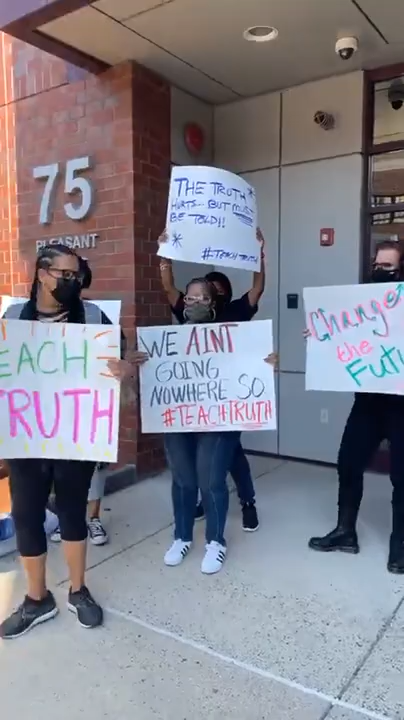 75
PLEASANT
THE TRUTH
HURTS... BUT MUST
BE TOLD!!
#TEACHTRUTH
EACH
TRUTH
WE AINT
GOING
NOWHERE SO
#TEACHTRUTH
Change
the
Futu